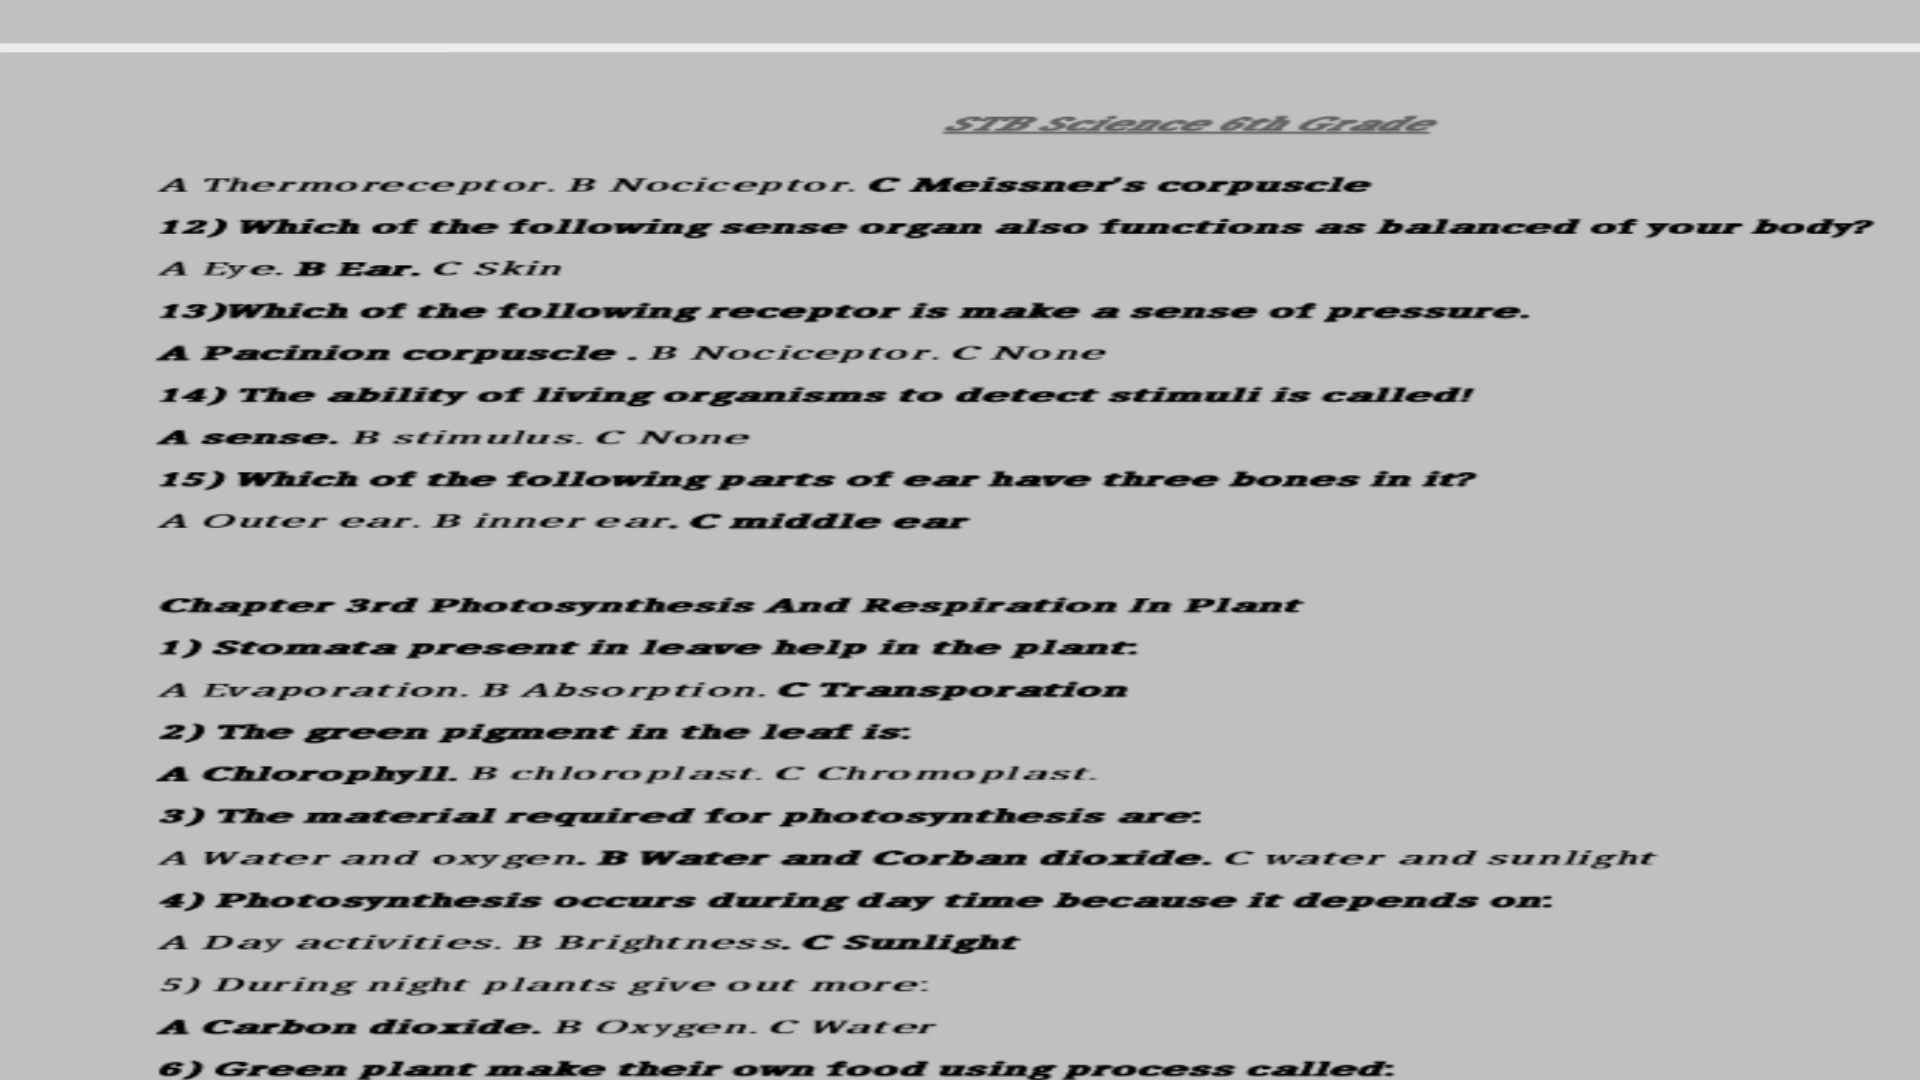 STB Science 6th Grade
A Thermoreceptor. B Nociceptor. C Meissner's corpuscle
12) Which of the following sense organ also functions as balanced of your body?
A Eye. B Ear. C Skin
13)Which of the following receptor is make a sense of pressure.
A Pacinion corpuscle . B Nociceptor. C None
14) The ability of living organisms to detect stimuli is called!
A sense. B stimulus. C None
15) Which of the following parts of ear have three bones in it?
A Outer ear. B inner ear. C middle ear
Chapter 3rd Photosynthesis And Respiration In Plant
1) Stomata present in leave help in the plant:
A Evaporation. B Absorption. C Transporation
2) The green pigment in the leaf is:
A Chlorophyll. B chloroplast. C Chromoplast.
3) The material required for photosynthesis are:
A Water and oxygen. B Water and Corban dioxide. C water and sunlight
4) Photosynthesis occurs during day time because it depends on:
A Day activities. B Brightness. C Sunlight
5) During night plants give out more:
A Carbon dioxide. B Oxygen. C Water
6) Green plant make their own food using process called: